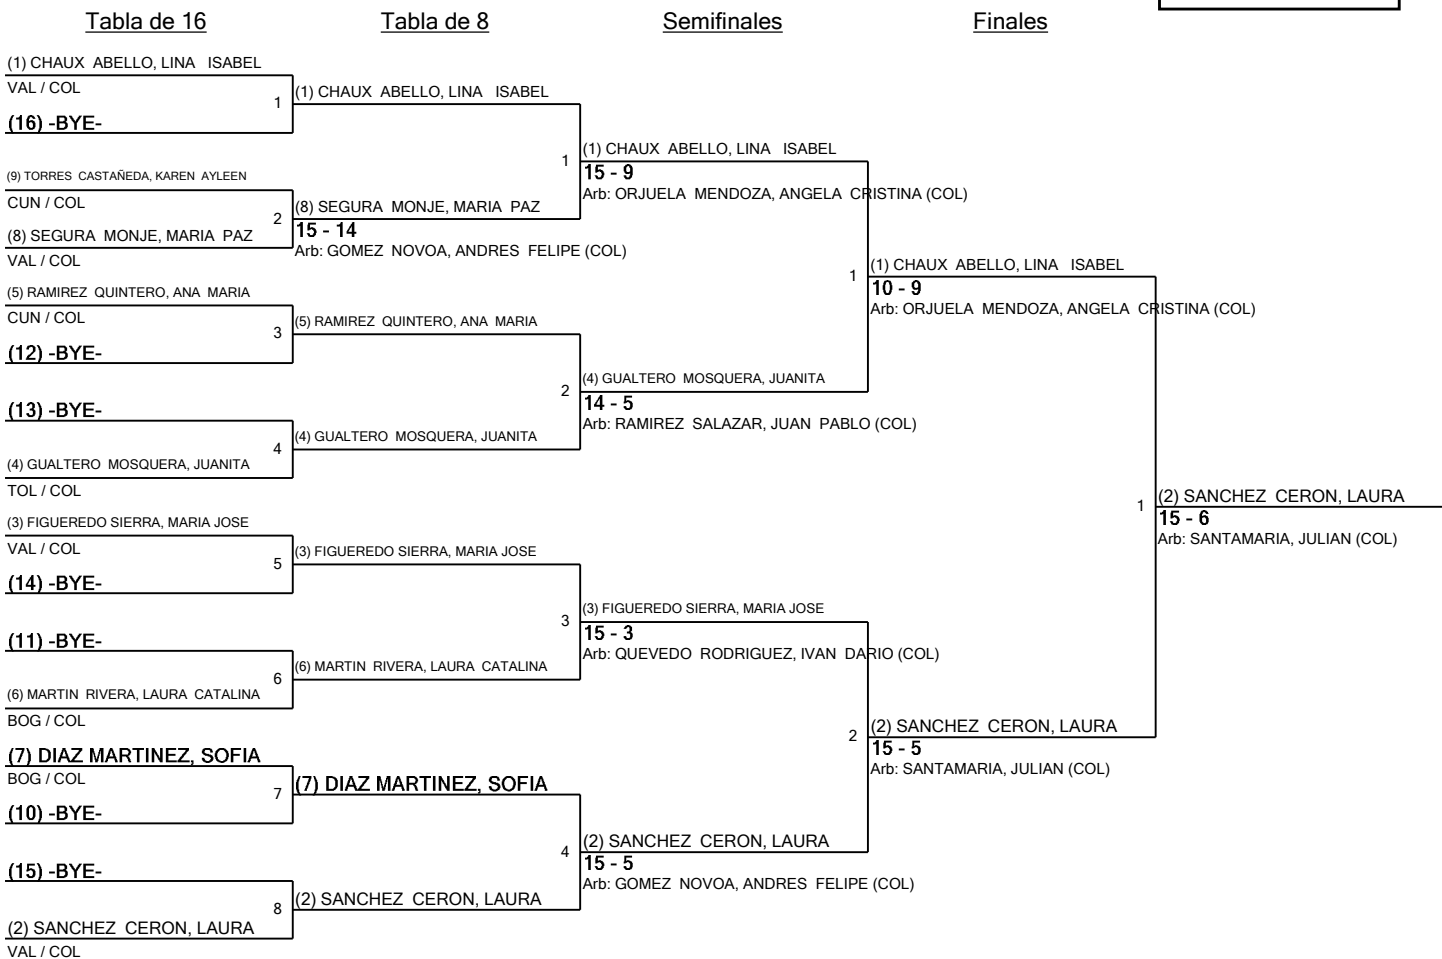 Tabla de 16
Tabla de 8
Semifinales
Finales
(1) CHAUX ABELLO, LINA ISABEL
VAL / COL
1
(16) -BYE-
(9) TORRES CASTAÑEDA, KAREN AYLEEN
CUN / COL
2
(8) SEGURA MONJE, MARIA PAZ
VAL / COL
(5) RAMIREZ QUINTERO, ANA MARIA
CUN / COL
3
(12) -BYE-
(13) -BYE-
4
(4) GUALTERO MOSQUERA, JUANITA
TOL / COL
(3) FIGUEREDO SIERRA, MARIA JOSE
VAL / COL
5
(14) -BYE-
(11) -BYE-
6
(6) MARTIN RIVERA, LAURA CATALINA
BOG / COL
(7) DIAZ MARTINEZ, SOFIA
BOG / COL
7
(10) -BYE-
(15) -BYE-
8
(2) SANCHEZ CERON, LAURA
VAL / COL
(1) CHAUX ABELLO, LINA ISABEL
1
(8) SEGURA MONJE, MARIA PAZ
15 - 14
Arb: GOMEZ NOVOA, ANDRES FELIPE (COL)
(5) RAMIREZ QUINTERO, ANA MARIA
2
(4) GUALTERO MOSQUERA, JUANITA
(3) FIGUEREDO SIERRA, MARIA JOSE
3
(6) MARTIN RIVERA, LAURA CATALINA
(7) DIAZ MARTINEZ, SOFIA
4
(2) SANCHEZ CERON, LAURA
(1) CHAUX ABELLO, LINA ISABEL
15 - 9
Arb: ORJUELA MENDOZA, ANGELA CRISTINA (COL)
1
(4) GUALTERO MOSQUERA, JUANITA
14 - 5
Arb: RAMIREZ SALAZAR, JUAN PABLO (COL)
(3) FIGUEREDO SIERRA, MARIA JOSE
15 - 3
Arb: QUEVEDO RODRIGUEZ, IVAN DARIO (COL)
2
(2) SANCHEZ CERON, LAURA
15 - 5
Arb: GOMEZ NOVOA, ANDRES FELIPE (COL)
(1) CHAUX ABELLO, LINA ISABEL
10 - 9
Arb: ORJUELA MENDOZA, ANGELA CRISTINA (COL)
1
(2) SANCHEZ CERON, LAURA
15 - 5
Arb: SANTAMARIA, JULIAN (COL)
(2) SANCHEZ CERON, LAURA
15 - 6
Arb: SANTAMARIA, JULIAN (COL)